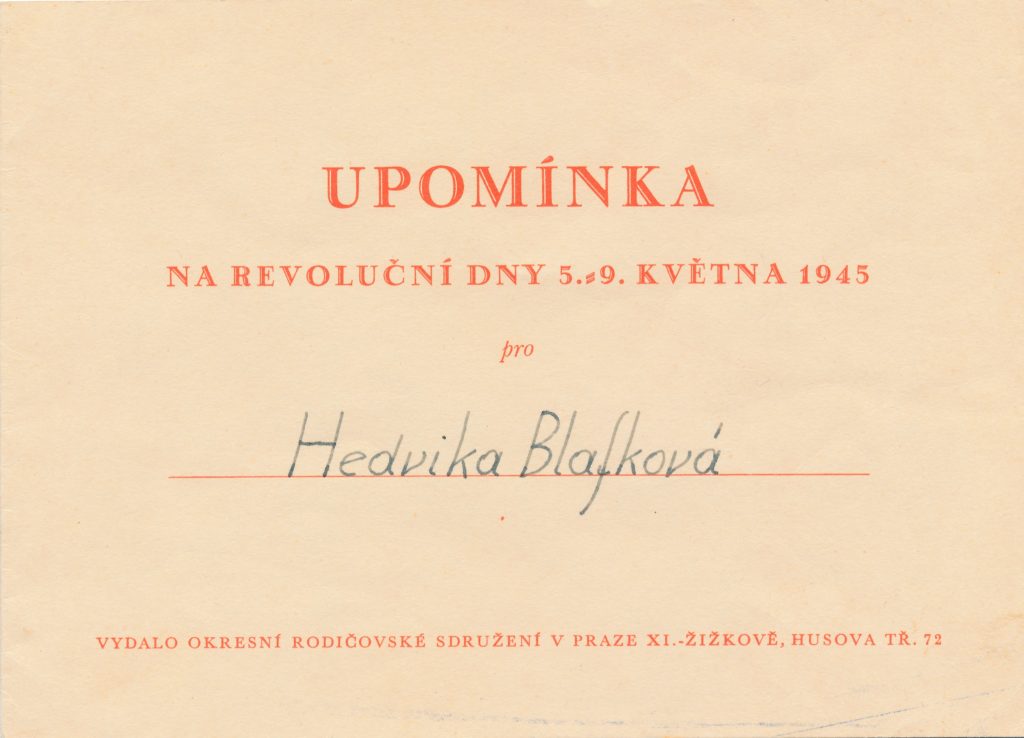 UPOMÍNKA
NA REVOLUČNÍ DNY 5.-9. KVĚTNA 1945
pro
Hedvika Blafková
VYDALO OKRESNÍ RODIČOVSKÉ SDRUŽENÍ V PRAZE XI.-ŽIŽKOVĚ, HUSOVA TŘ. 72